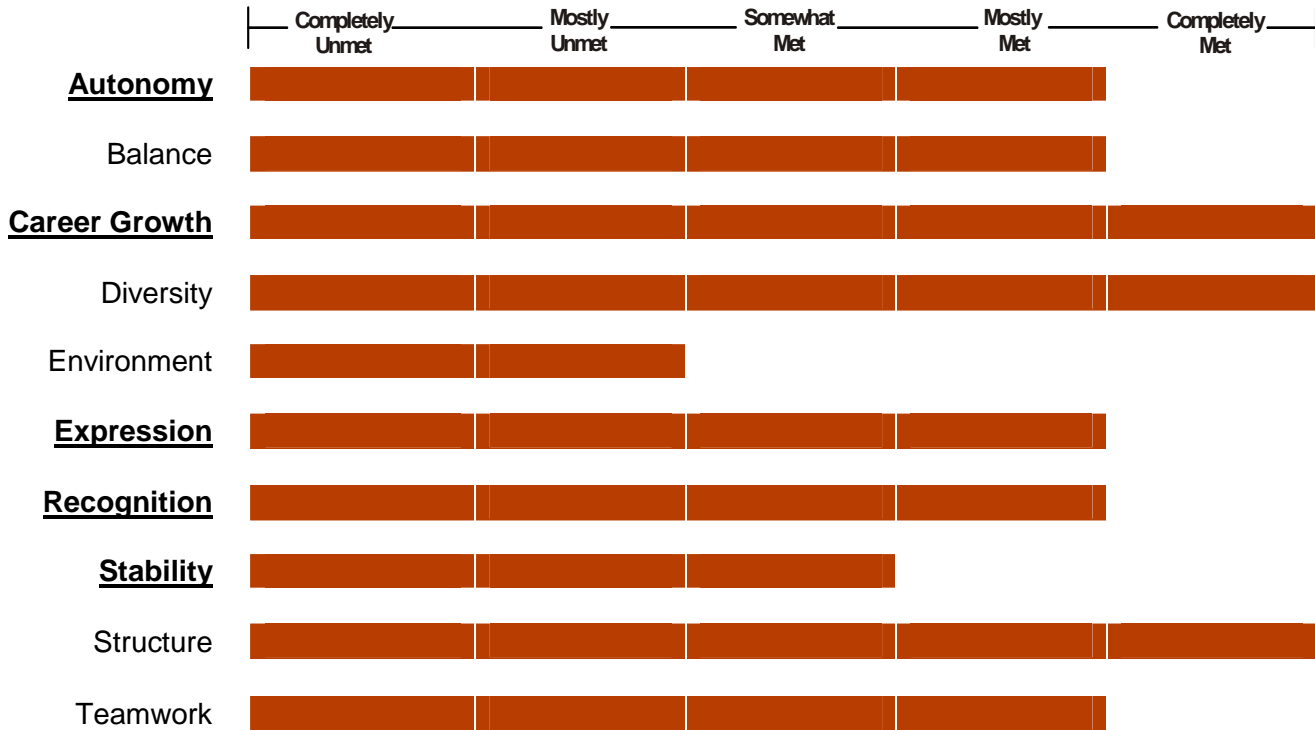 Completely Mostly Somewhat Mostly Completely
Unmet Unmet Met Met Met
Autonomy
Balance
Career Growth
Diversity
Environment
Expression
Recognition
Stability
Structure
Teamwork